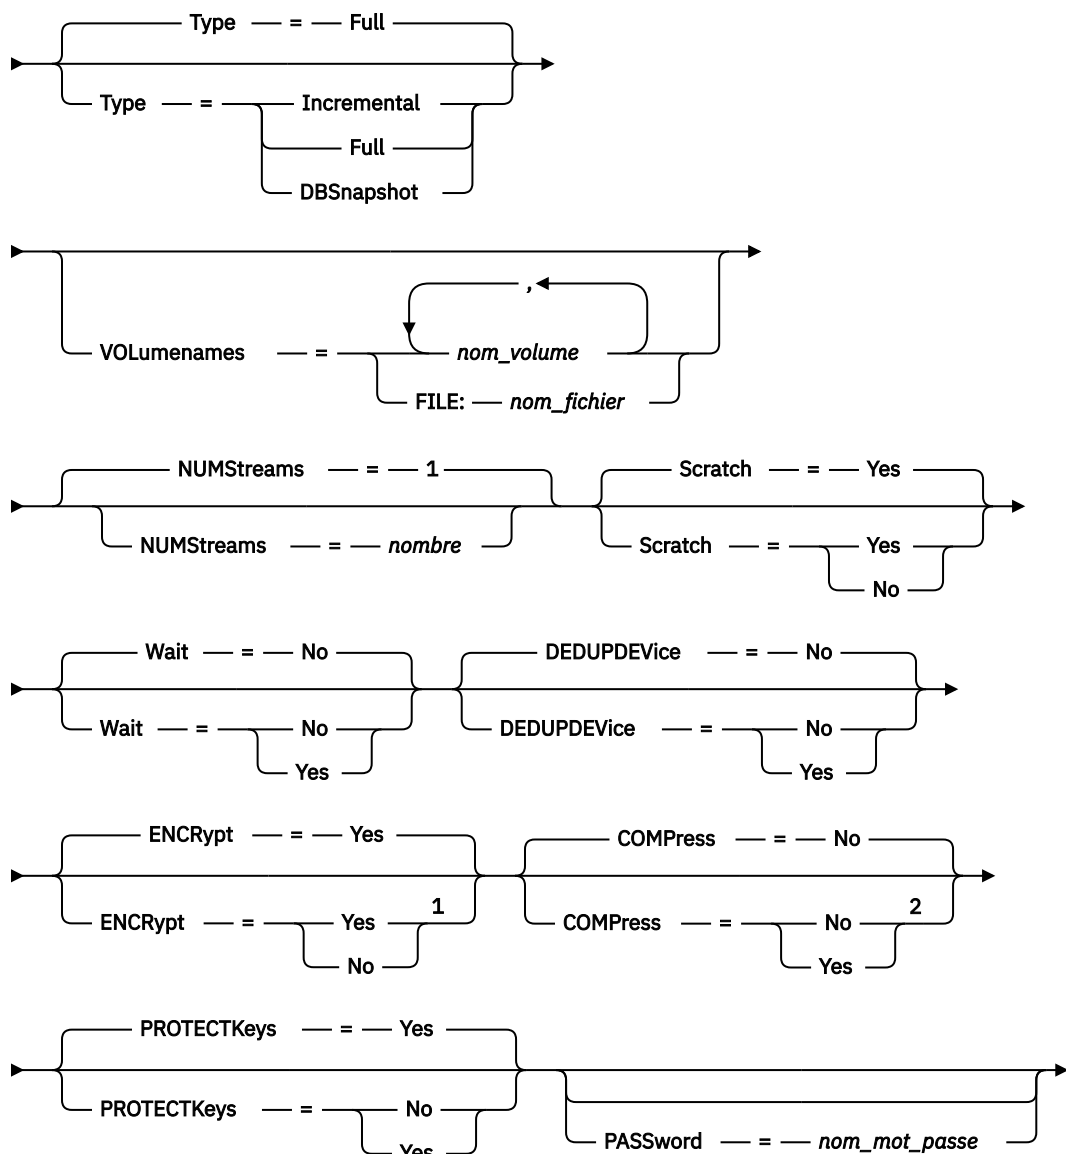 Type = Full
Type = Incremental
Full
DBSnapshot
,
VOLumenames = nom_volume
FILE: nom_fichier
NUMStreams = 1 Scratch = Yes
NUMStreams = nombre Scratch = Yes
No
Wait = No DEDUPDEVice = No
Wait = No DEDUPDEVice = No
Yes Yes
ENCRypt = Yes COMPress = No
ENCRypt = Yes 1 COMPress = No 2
No Yes
PROTECTKeys = Yes
PROTECTKeys = No
Yes PASSword = nom_mot_passe